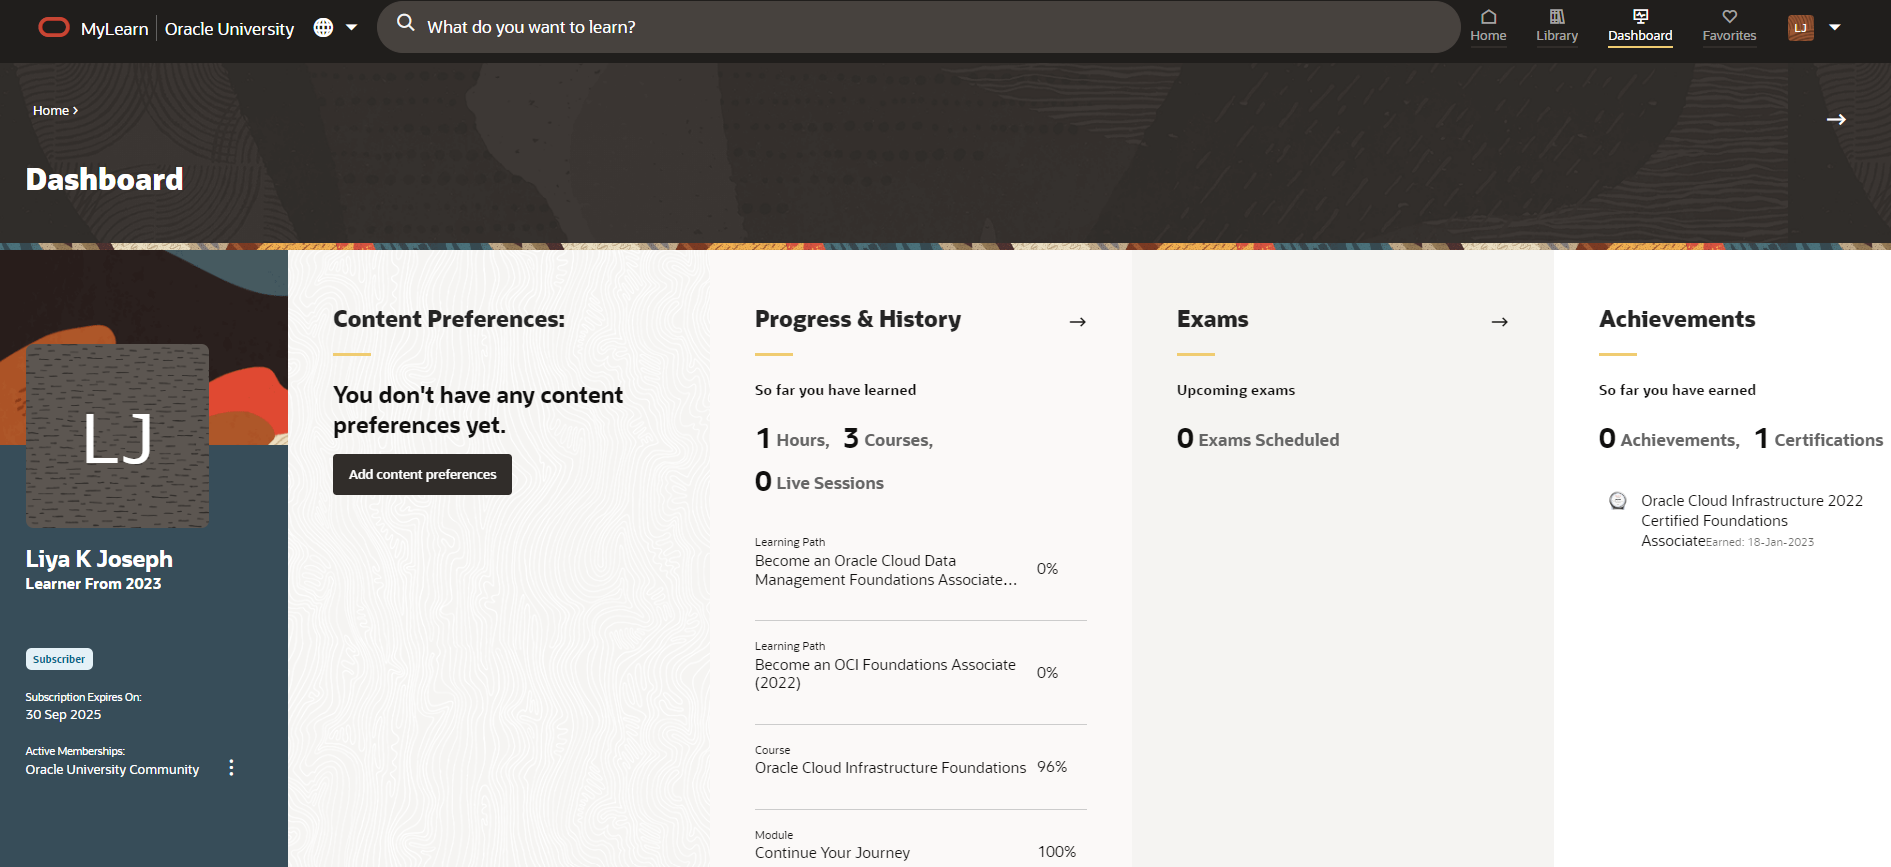 MyLearn | Oracle University
What do you want to learn?
Home
Library
Dashboard
Favorites
LJ
Home ›
Dashboard
LJ
Liya K Joseph
Learner From 2023
Subscriber
Subscription Expires On:
30 Sep 2025
Active Memberships:
Oracle University Community
Content Preferences:
You don't have any content
preferences yet.
Add content preferences
Progress & History
So far you have learned
1 Hours, 3 Courses,
0 Live Sessions
Learning Path
Become an Oracle Cloud Data
Management Foundations Associate...
0%
Learning Path
Become an OCI Foundations Associate
(2022)
0%
Course
Oracle Cloud Infrastructure Foundations 96%
Module
Continue Your Journey 100%
Exams
Upcoming exams
0 Exams Scheduled
Achievements
So far you have earned
0 Achievements, 1 Certifications
Oracle Cloud Infrastructure 2022
Certified Foundations
AssociateEarned: 18-Jan-2023